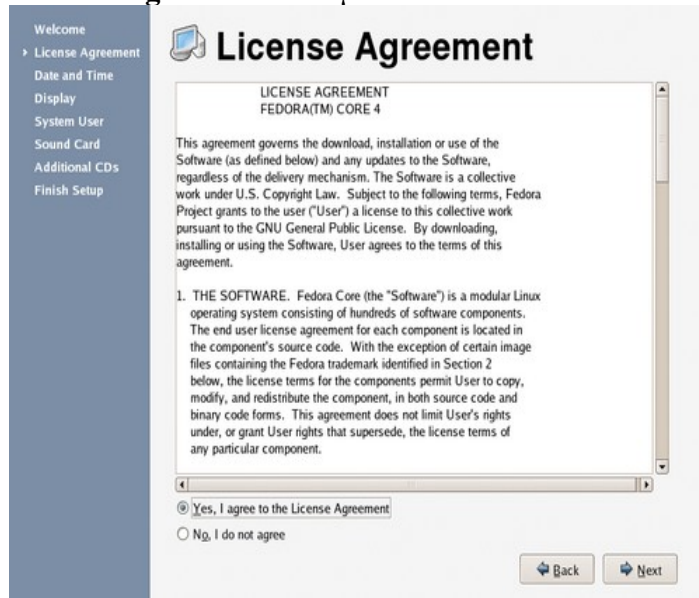 Welcome
License Agreement
Date and Time
Display
System User
Sound Card
Additional CDs
Finish Setup
License Agreement
LICENSE AGREEMENT
FEDORA(TM) CORE 4
This agreement governs the download, installation or use of the
Software (as defined below) and any updates to the Software,
regardless of the delivery mechanism. The Software is a collective
work under U.S. Copyright Law. Subject to the following terms, Fedora
Project grants to the user ("User") a license to this collective work
pursuant to the GNU General Public License. By downloading,
installing or using the Software, User agrees to the terms of this
agreement.
1. THE SOFTWARE. Fedora Core (the "Software") is a modular Linux
operating system consisting of hundreds of software components.
The end user license agreement for each component is located in
the component's source code. With the exception of certain image
files containing the Fedora trademark identified in Section 2
below, the license terms for the components permit User to copy,
modify, and redistribute the component, in both source code and
binary code forms. This agreement does not limit User's rights
under, or grant User rights that supersede, the license terms of
any particular component.
Yes, I agree to the License Agreement
No, I do not agree
Back
Next